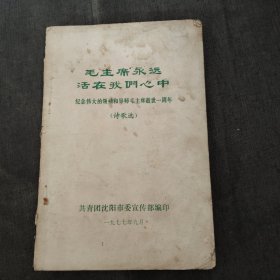 毛主席永远
活在我们心中
纪念伟大的领袖和导师毛主席逝世一周年
（诗歌选）
共青团沈阳市委宣传部编印
一九七七年九月